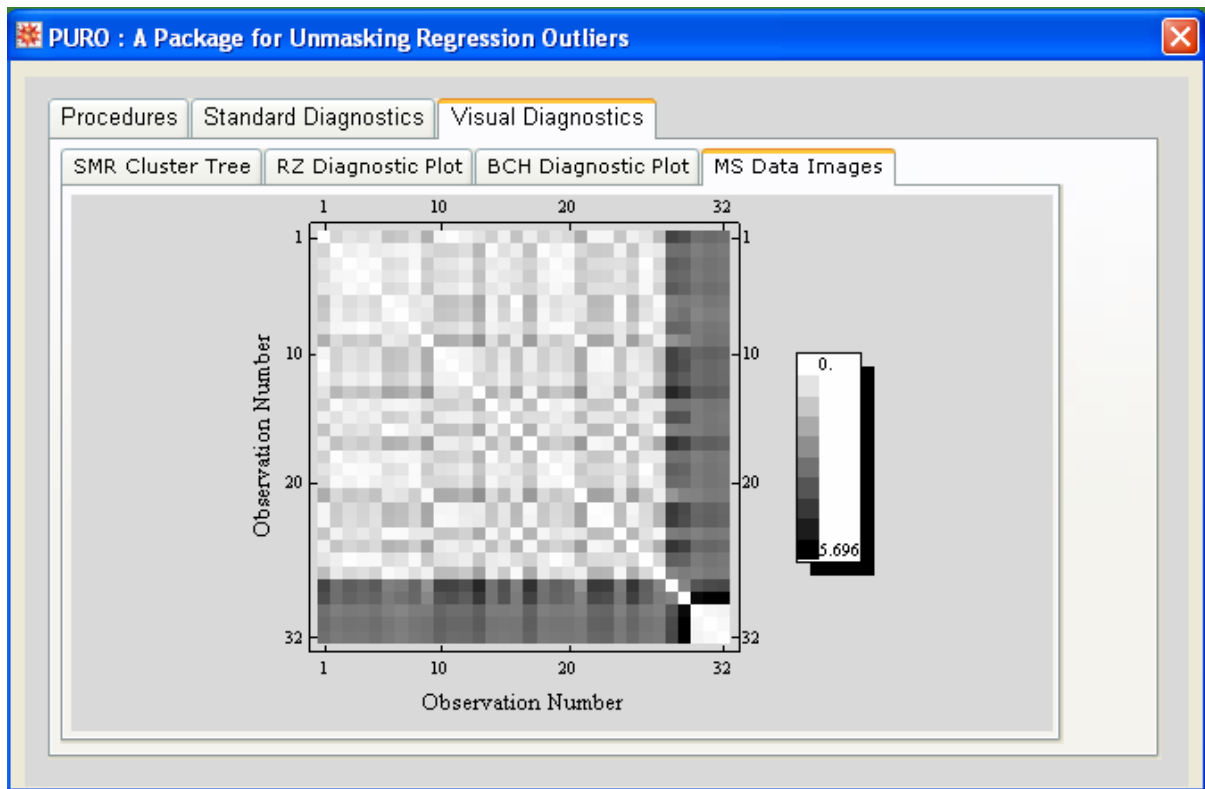 PURO : A Package for Unmasking Regression Outliers
Procedures Standard Diagnostics Visual Diagnostics
SMR Cluster Tree RZ Diagnostic Plot BCH Diagnostic Plot MS Data Images
1 10 20 32
1 1
10 10
0.
Observation Number
20 20
5.696
32 32
1 10 20 32
Observation Number